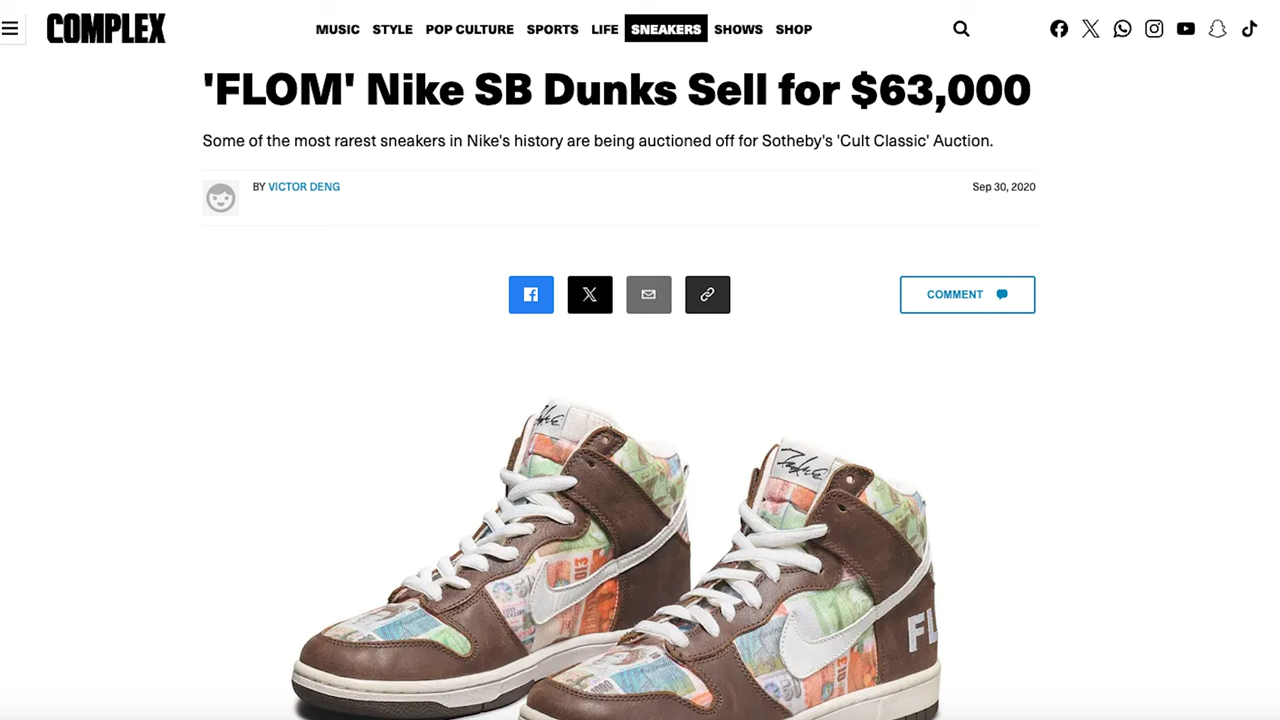 COMPLEX
MUSIC STYLE POP CULTURE SPORTS LIFE SNEAKERS SHOWS SHOP
'FLOM' Nike SB Dunks Sell for $63,000
Some of the most rarest sneakers in Nike's history are being auctioned off for Sotheby's 'Cult Classic' Auction.
BY VICTOR DENG
Sep 30, 2020
COMMENT
FL